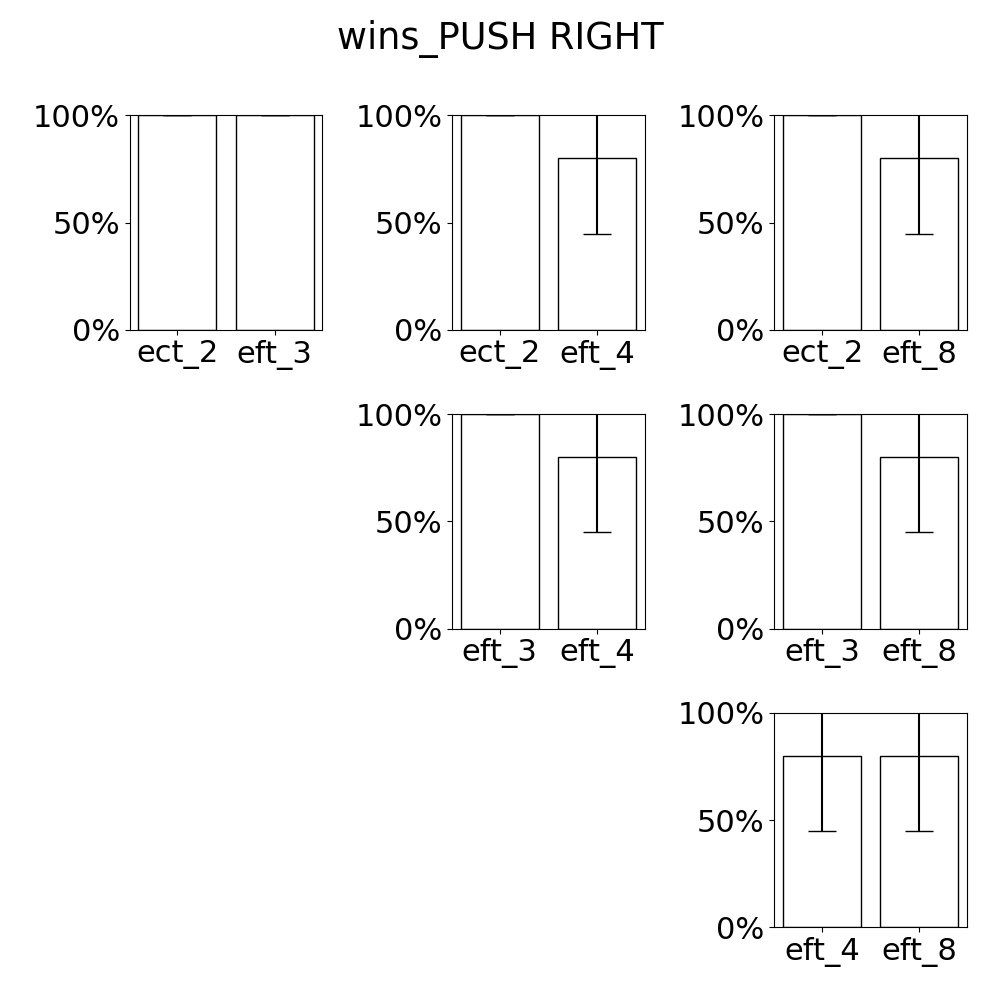 wins_PUSH RIGHT
100% 100% 100%
50% 50% 50%
0% 0% 0%
ect_2 eft_3 ect_2 eft_4 ect_2 eft_8
100% 100%
50% 50%
0% 0%
eft_3 eft_4 eft_3 eft_8
100%
50%
0%
eft_4 eft_8